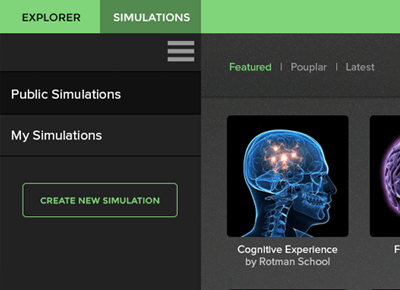 EXPLORER SIMULATIONS
Featured | Pouplar | Latest
Public Simulations
My Simulations
CREATE NEW SIMULATION
Cognitive Experience
by Rotman School
F